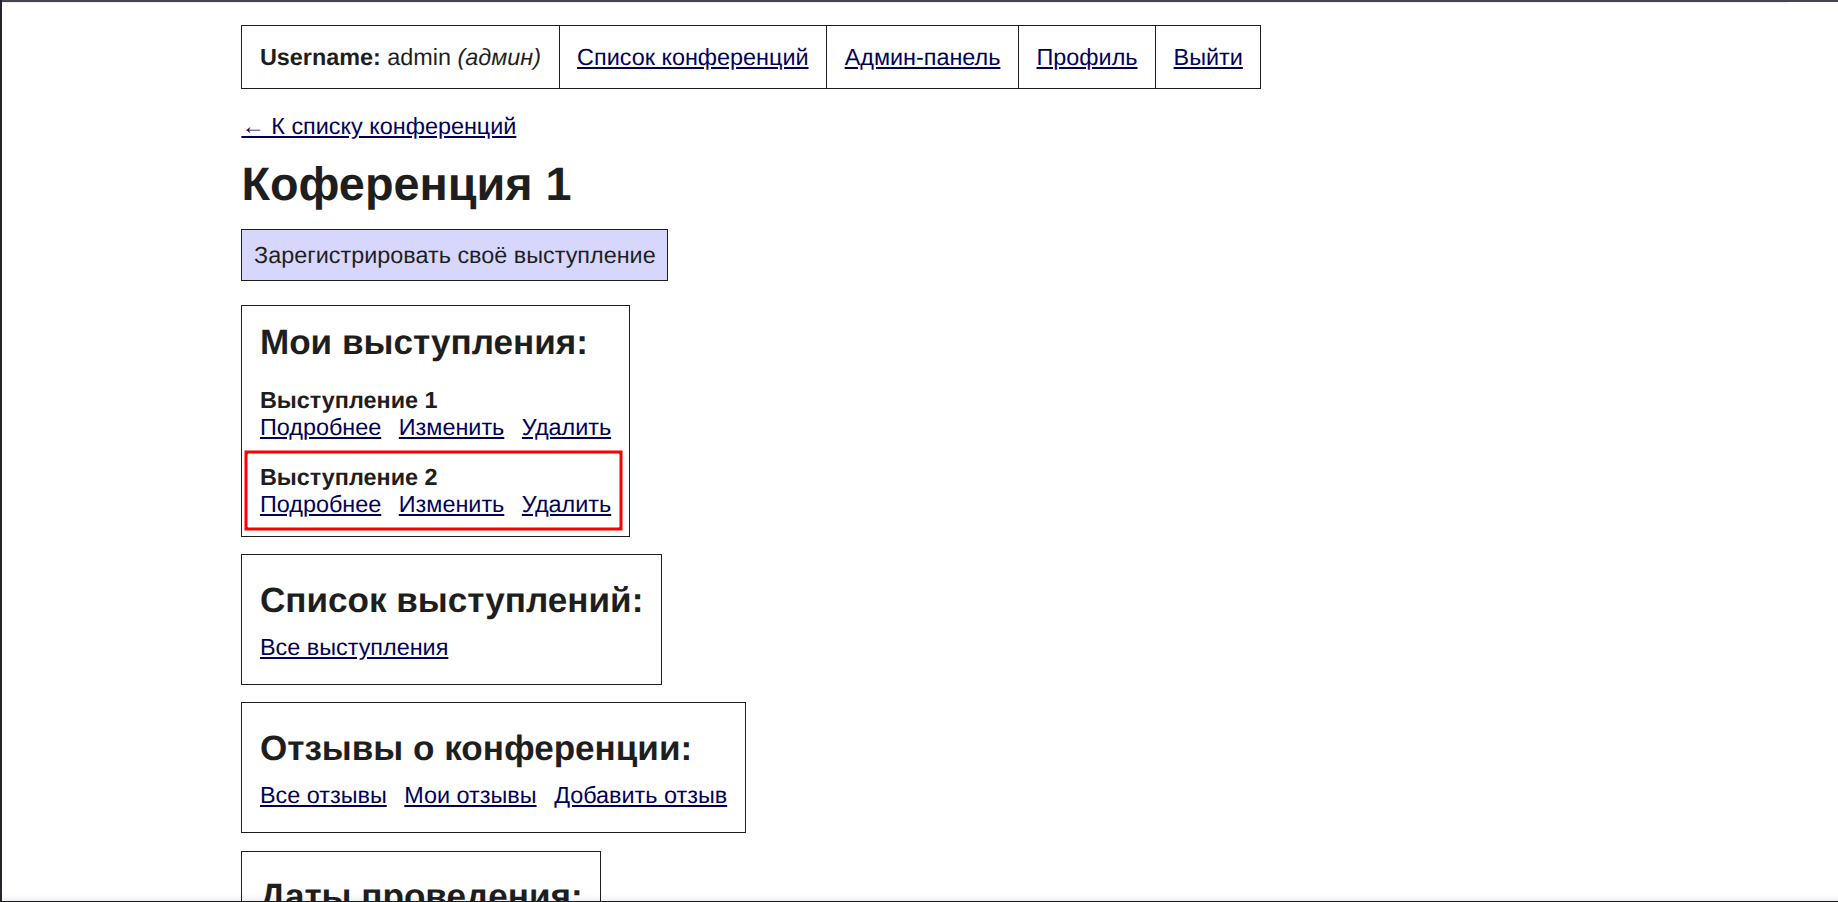 Username: admin (админ) Список конференций Админ-панель Профиль Выйти
← К списку конференций
Коференция 1
Зарегистрировать своё выступление
Мои выступления:
Выступление 1
Подробнее Изменить Удалить
Выступление 2
Подробнее Изменить Удалить
Список выступлений:
Все выступления
Отзывы о конференции:
Все отзывы Мои отзывы Добавить отзыв
Даты проведения: